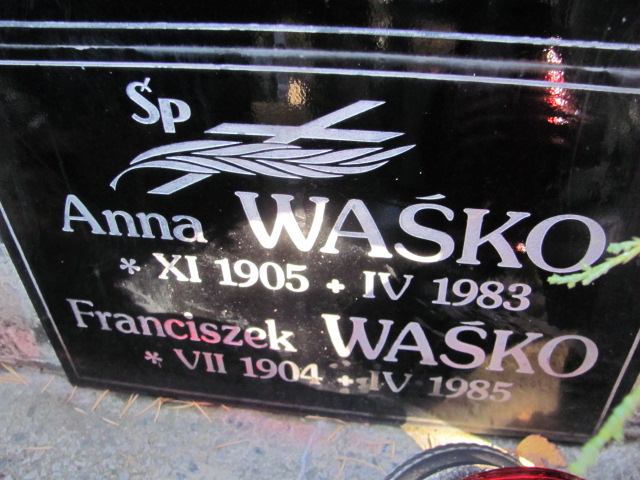 Śp
Anna WAŚKO
* XI 1905 + IV 1983
Franciszek WAŚKO
* VII 1904 + IV 1985